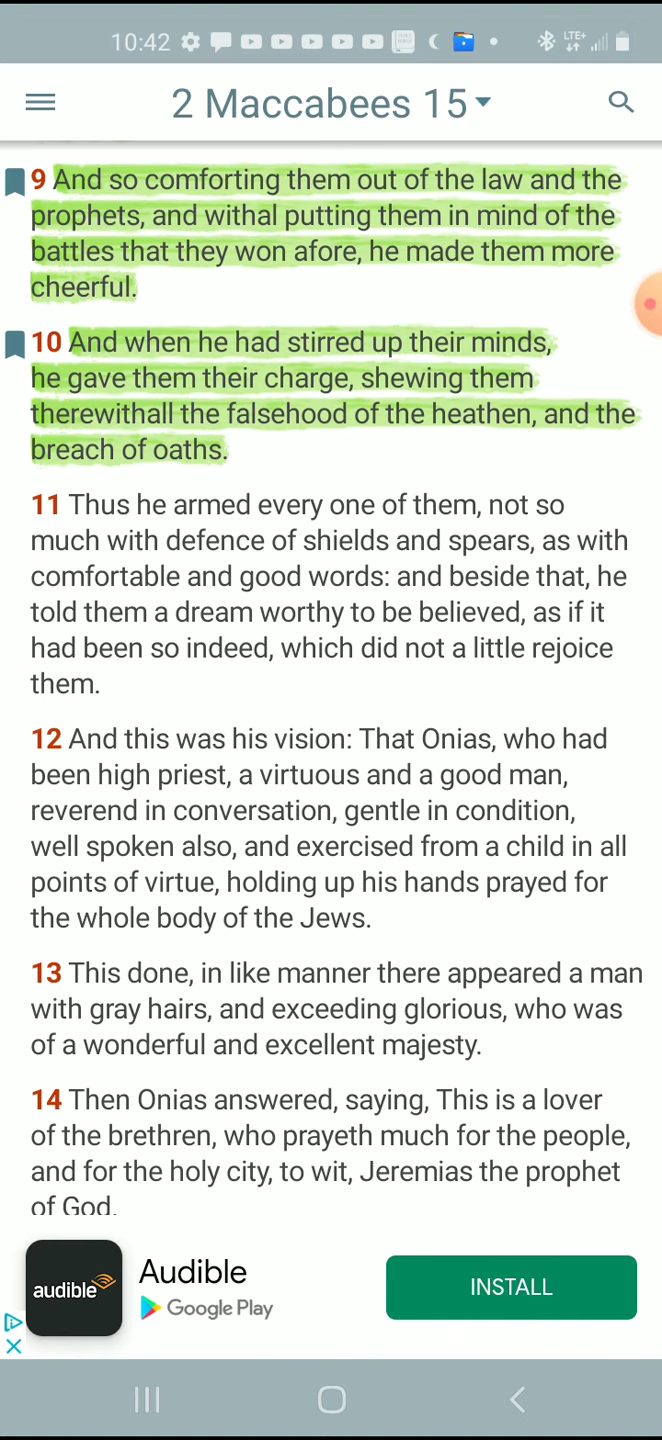 10:42 LTE+
2 Maccabees 15
9 And so comforting them out of the law and the
prophets, and withal putting them in mind of the
battles that they won afore, he made them more
cheerful.
10 And when he had stirred up their minds,
he gave them their charge, shewing them
therewithall the falsehood of the heathen, and the
breach of oaths.
11 Thus he armed every one of them, not so
much with defence of shields and spears, as with
comfortable and good words: and beside that, he
told them a dream worthy to be believed, as if it
had been so indeed, which did not a little rejoice
them.
12 And this was his vision: That Onias, who had
been high priest, a virtuous and a good man,
reverend in conversation, gentle in condition,
well spoken also, and exercised from a child in all
points of virtue, holding up his hands prayed for
the whole body of the Jews.
13 This done, in like manner there appeared a man
with gray hairs, and exceeding glorious, who was
of a wonderful and excellent majesty.
14 Then Onias answered, saying, This is a lover
of the brethren, who prayeth much for the people,
and for the holy city, to wit, Jeremias the prophet
of God.
audible
Audible
Google Play
INSTALL